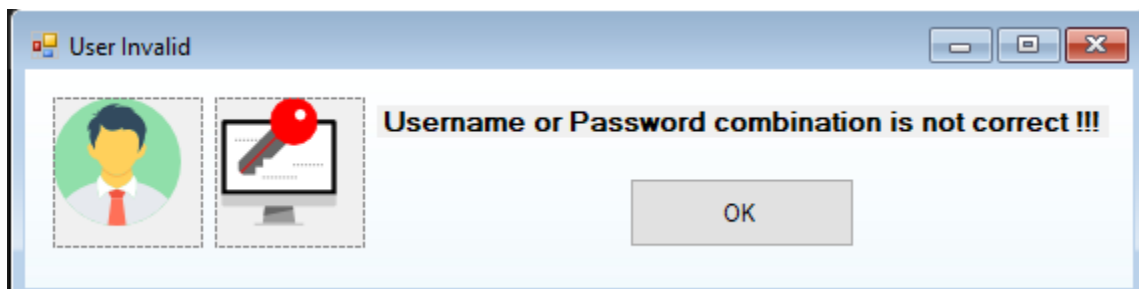 User Invalid
Username or Password combination is not correct !!!
OK